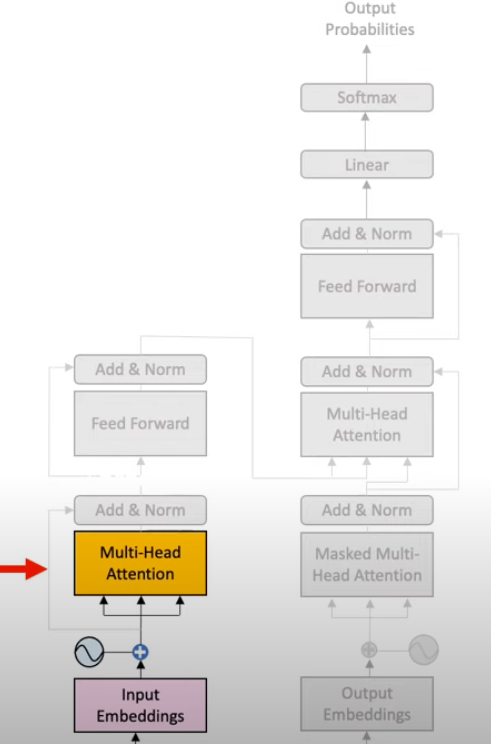 Output
Probabilities
Softmax
Linear
Add & Norm
Feed Forward
Add & Norm
Multi-Head
Attention
Add & Norm
Masked Multi-
Head Attention
Output
Embeddings
Add & Norm
Feed Forward
Add & Norm
Multi-Head
Attention
Input
Embeddings